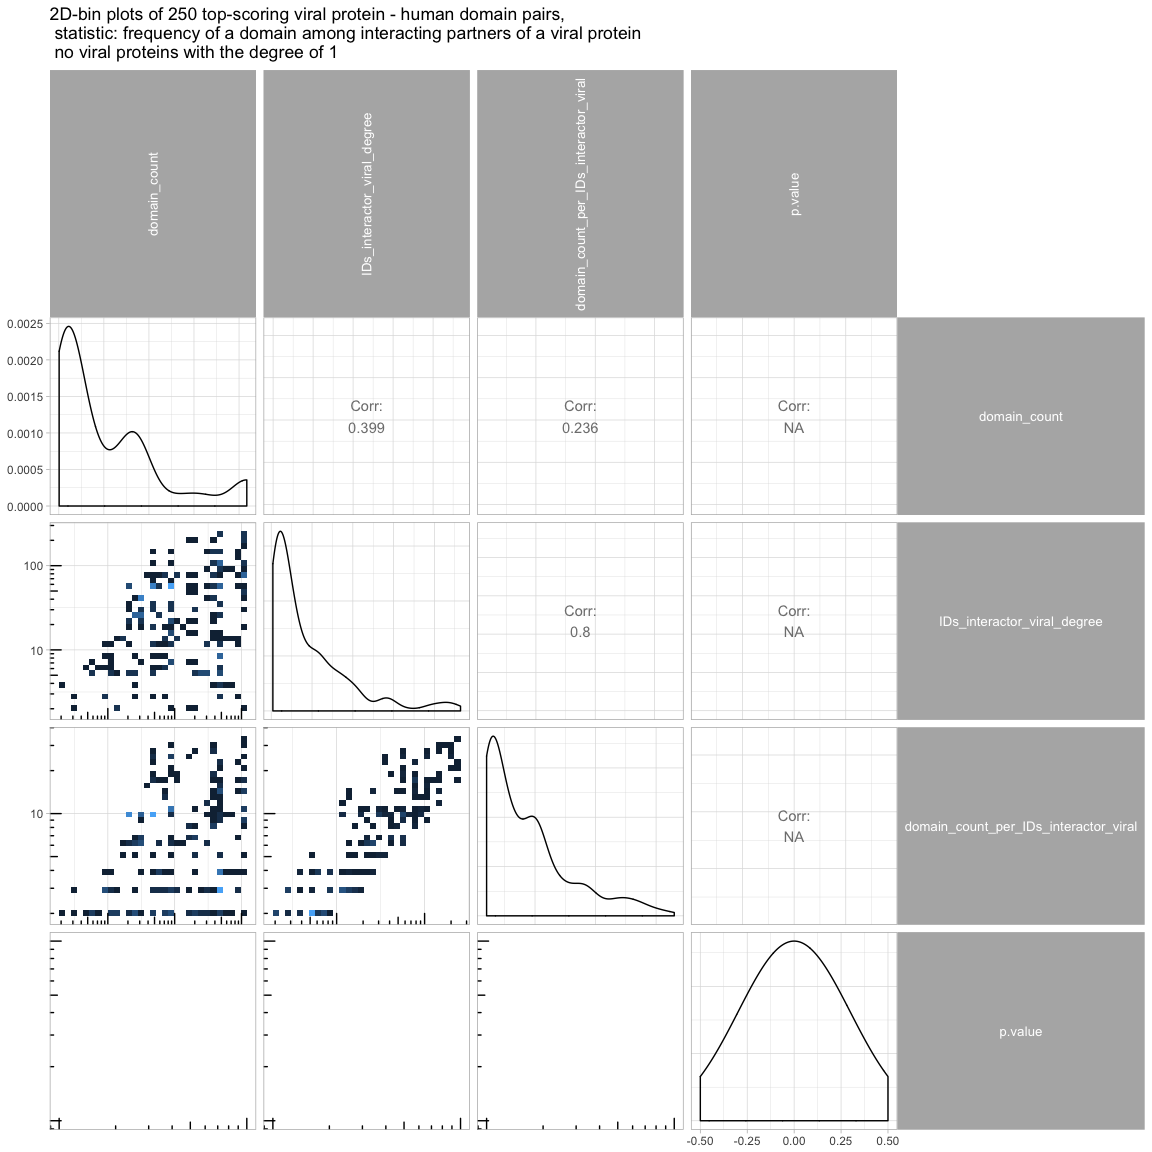 2D-bin plots of 250 top-scoring viral protein - human domain pairs,
statistic: frequency of a domain among interacting partners of a viral protein
no viral proteins with the degree of 1
domain_count
IDs_interactor_viral_degree
domain_count_per_IDs_interactor_viral
p.value
0.0025
0.0020
0.0015
0.0010
0.0005
0.0000
Corr:
0.399
Corr:
0.236
Corr:
NA
domain_count
100
10
Corr:
0.8
Corr:
NA
IDs_interactor_viral_degree
10
Corr:
NA
domain_count_per_IDs_interactor_viral
p.value
-0.50 -0.25 0.00 0.25 0.50